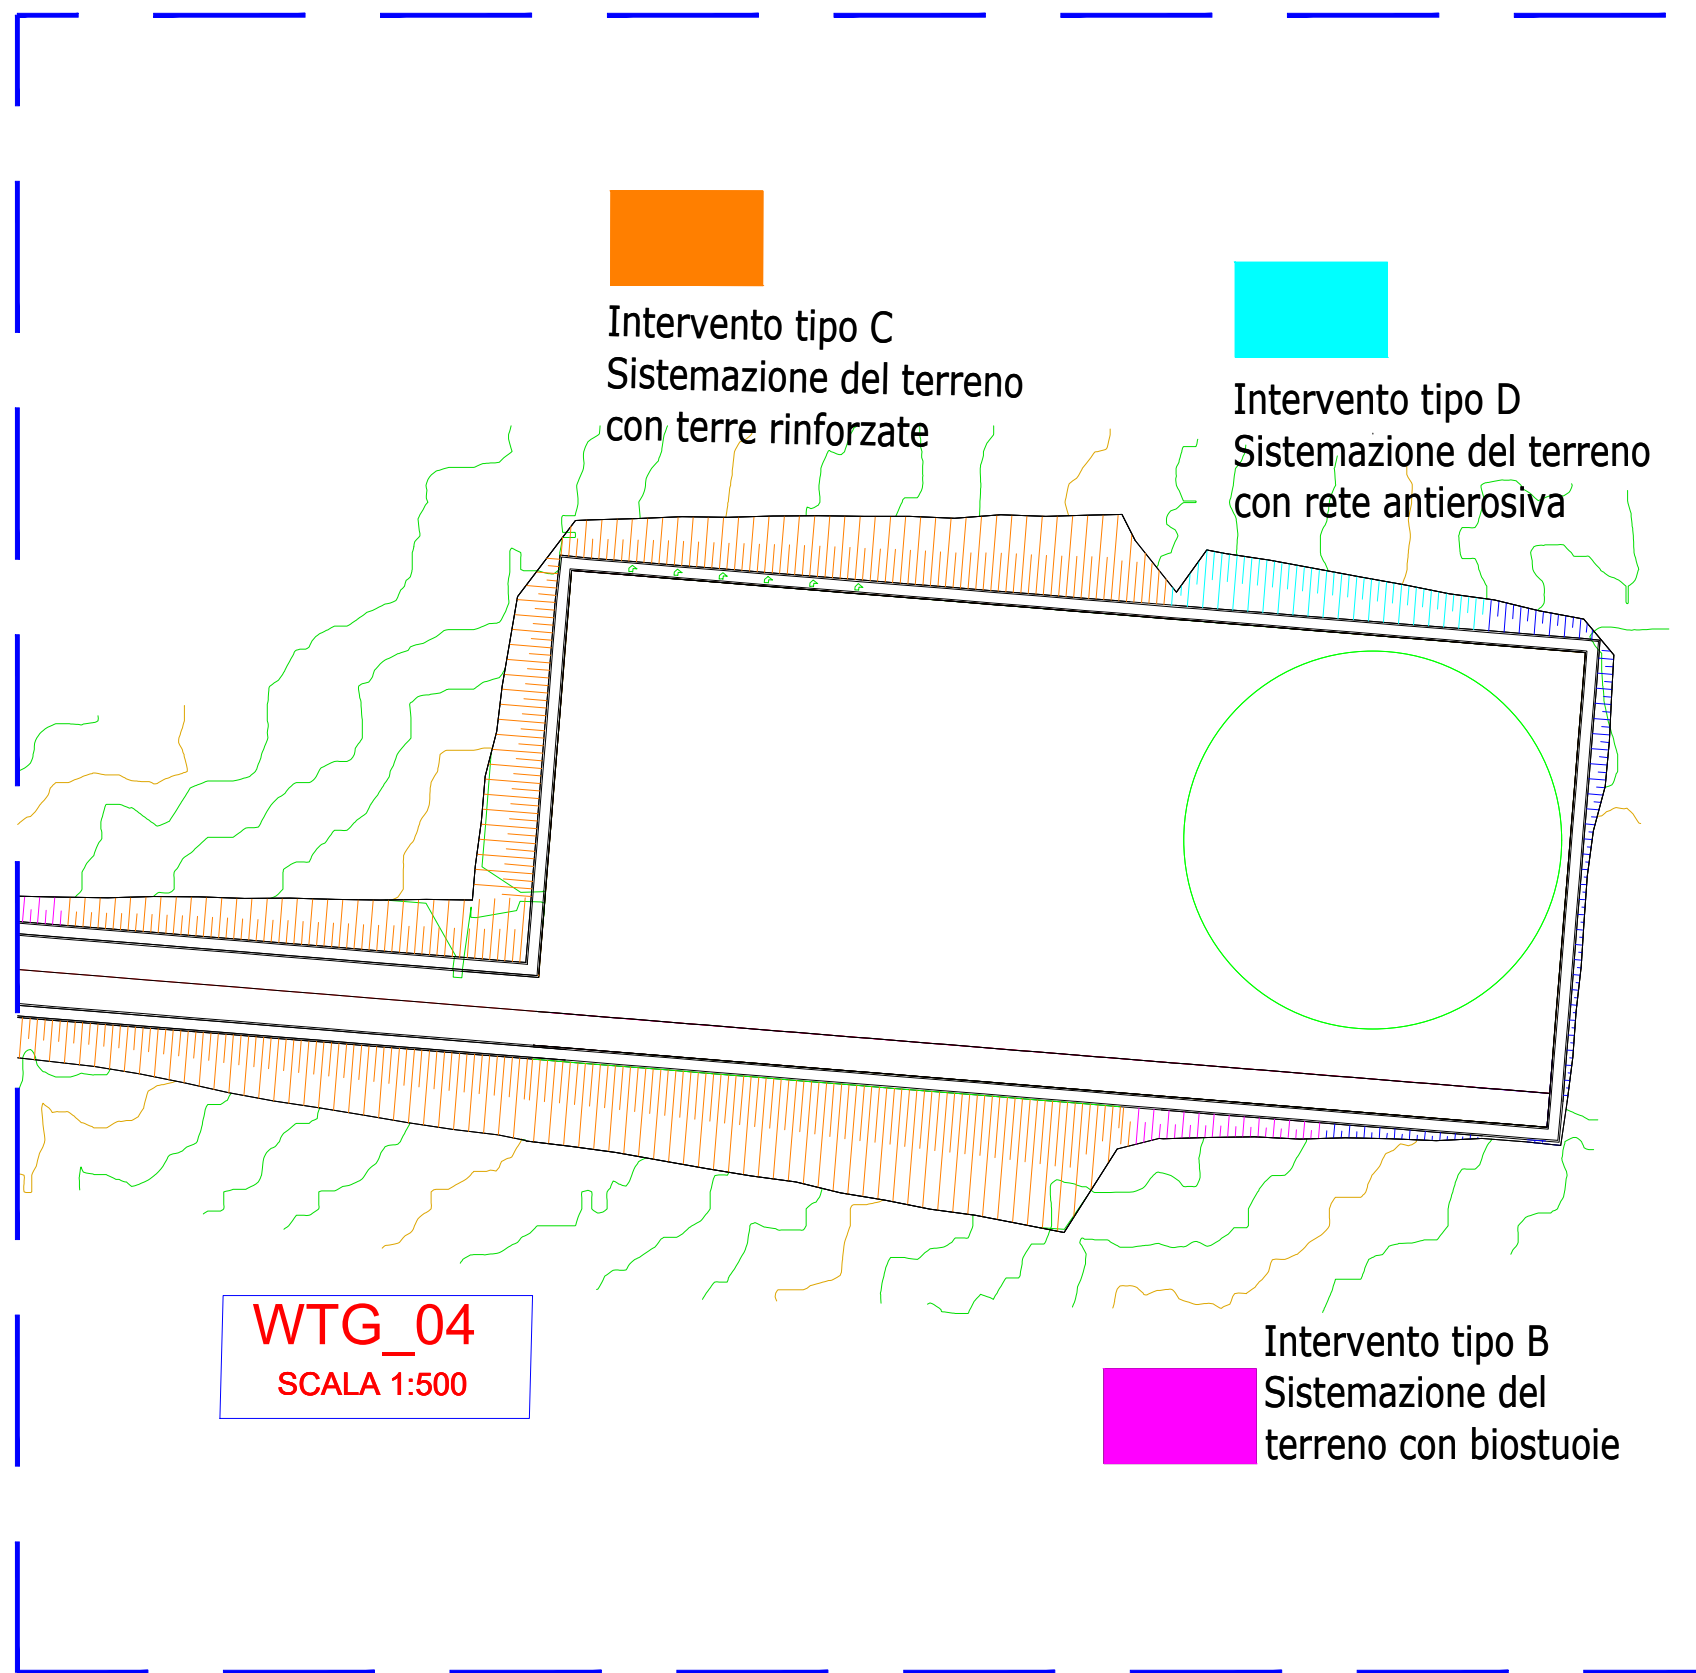 Intervento tipo C
Sistemazione del terreno
con terre rinforzate
Intervento tipo D
Sistemazione del terreno
con rete antierosiva
WTG_04
SCALA 1:500
Intervento tipo B
Sistemazione del
terreno con biostuoie